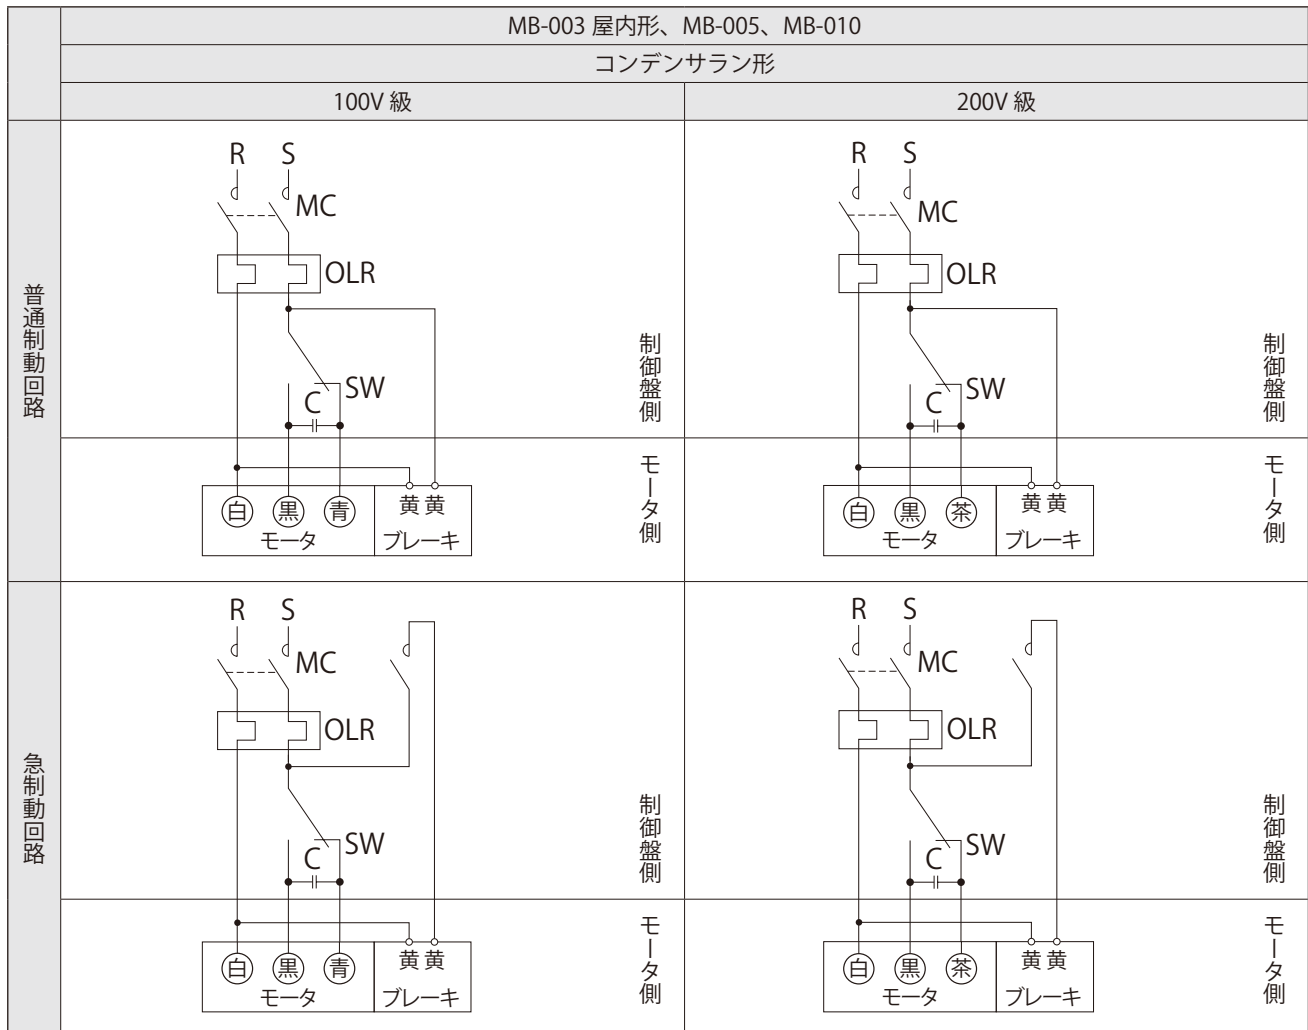 MB-003 屋内形、MB-005、MB-010
コンデンサラン形
100V 級
200V 級
普通制動回路
R S
MC
OLR
SW
C
制御盤側
白 黒 青 黄 黄
モータ ブレーキ
モータ側
R S
MC
OLR
SW
C
制御盤側
白 黒 茶 黄 黄
モータ ブレーキ
モータ側
急制動回路
R S
MC
OLR
SW
C
制御盤側
白 黒 青 黄 黄
モータ ブレーキ
モータ側
R S
MC
OLR
SW
C
制御盤側
白 黒 茶 黄 黄
モータ ブレーキ
モータ側